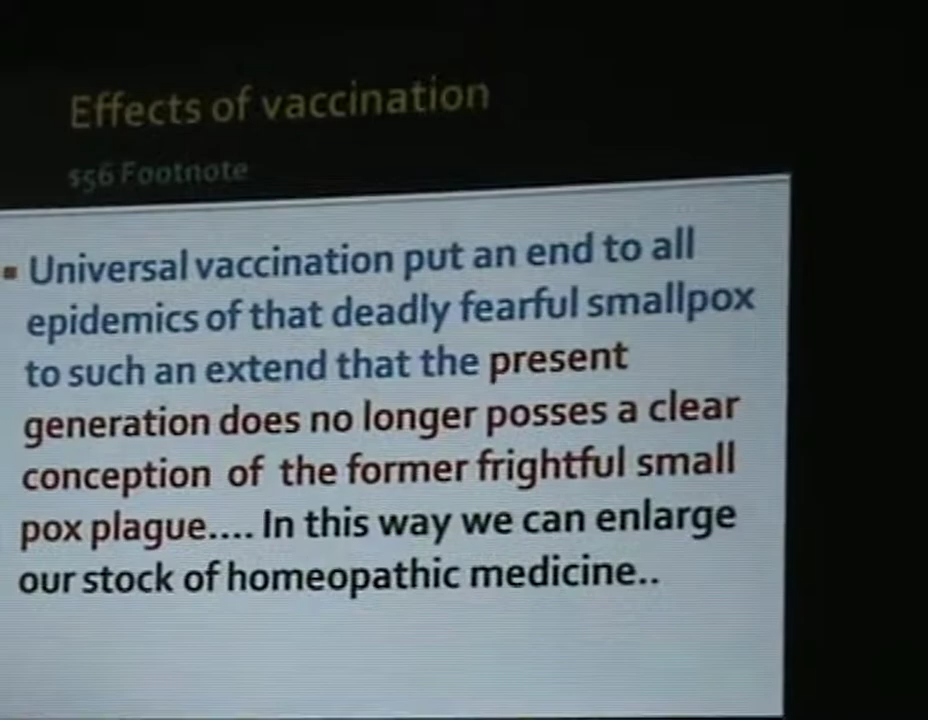 Effects of vaccination
$56 Footnote
▪ Universal vaccination put an end to all
epidemics of that deadly fearful smallpox
to such an extend that the present
generation does no longer posses a clear
conception of the former frightful small
pox plague.... In this way we can enlarge
our stock of homeopathic medicine..